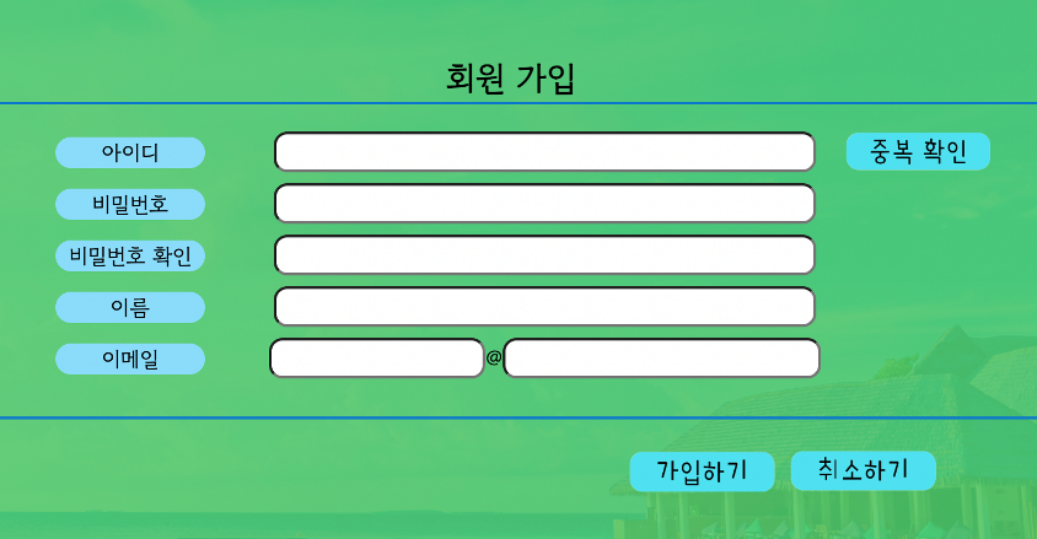 회원 가입
아이디 중복 확인
비밀번호
비밀번호 확인
이름
이메일 @
가입하기 취소하기